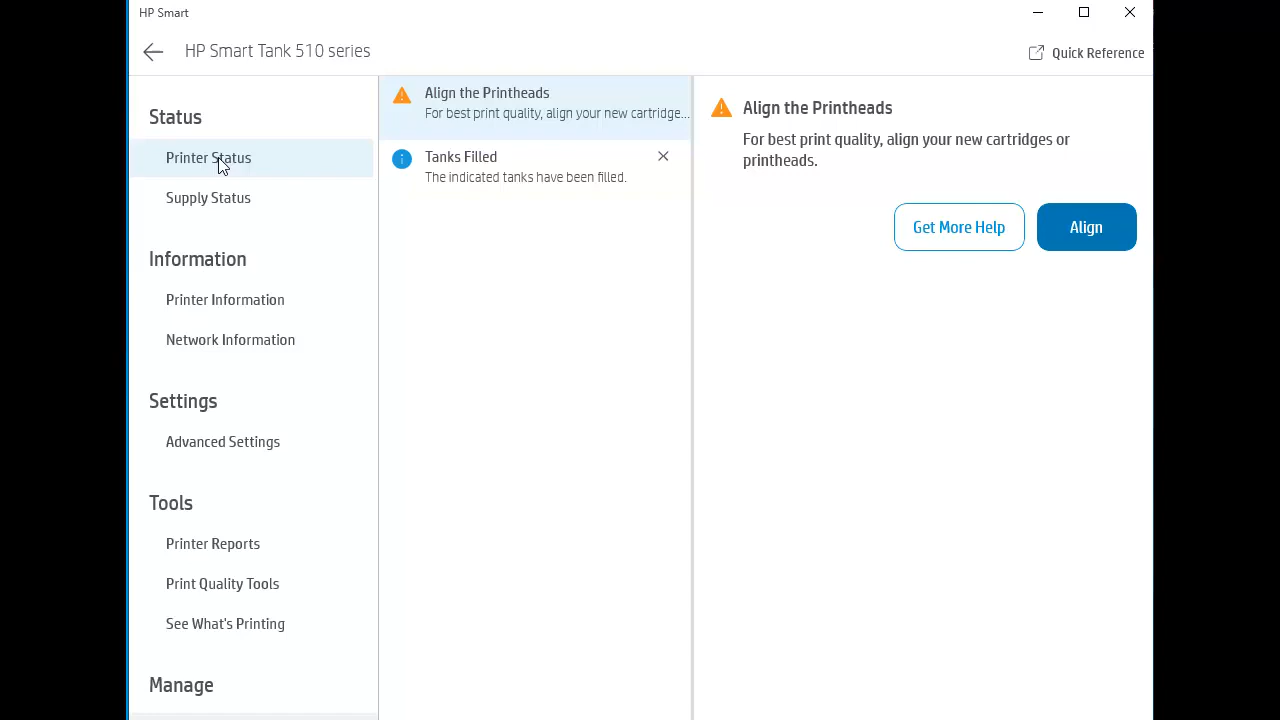 HP Smart
HP Smart Tank 510 series
Quick Reference
Status
Printer Status
Supply Status
Information
Printer Information
Network Information
Settings
Advanced Settings
Tools
Printer Reports
Print Quality Tools
See What's Printing
Manage
Align the Printheads
For best print quality, align your new cartridge...
Tanks Filled
The indicated tanks have been filled.
Align the Printheads
For best print quality, align your new cartridges or
printheads.
Get More Help
Align